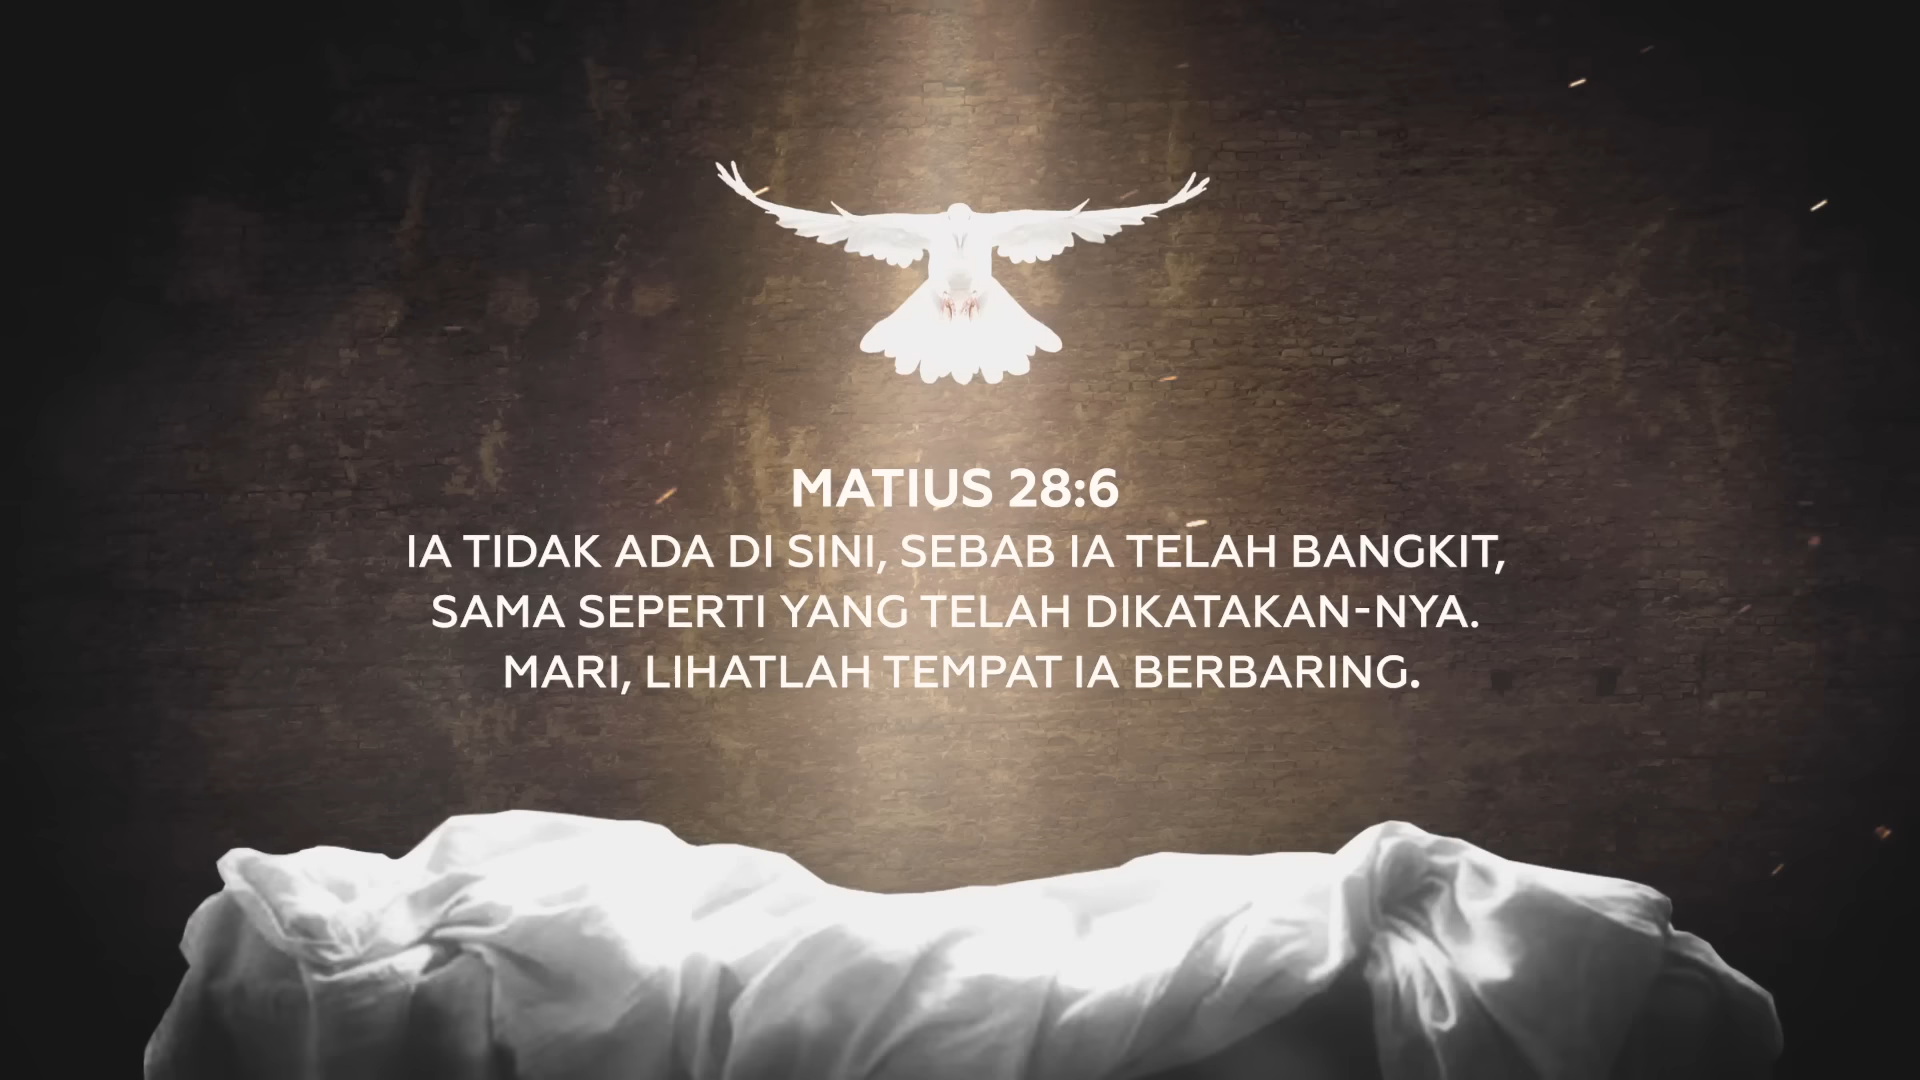 MATIUS 28:6
IA TIDAK ADA DI SINI, SEBAB IA TELAH BANGKIT,
SAMA SEPERTI YANG TELAH DIKATAKAN-NYA.
MARI, LIHATLAH TEMPAT IA BERBARING.